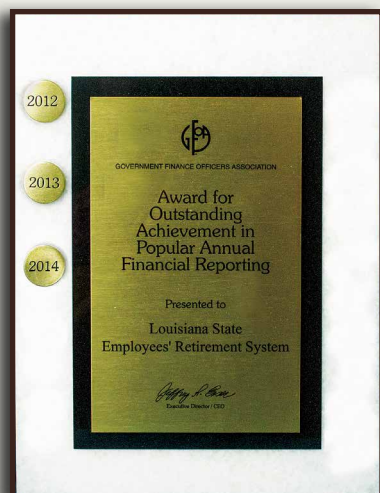 2012
2013
2014
GFOA
GOVERNMENT FINANCE OFFICERS ASSOCIATION
Award for
Outstanding
Achievement in
Popular Annual
Financial Reporting
Presented to
Louisiana State
Employees' Retirement System
Executive Director / CEO